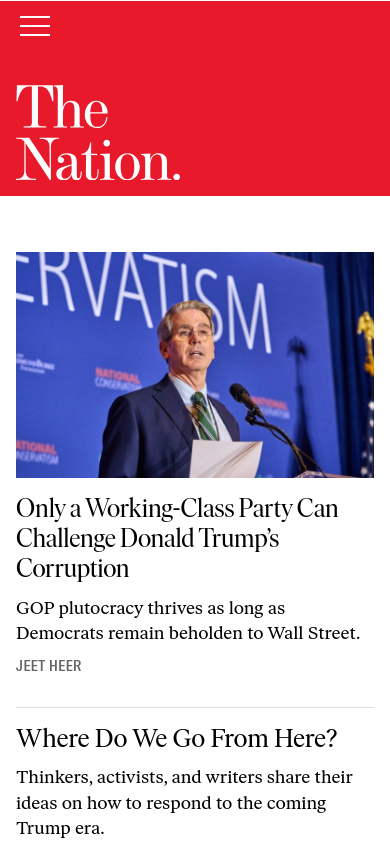 The
Nation.
ERVATISM
NATIONAL
CONSERVATISM
NATIONAL
CONSERVATISM
Only a Working-Class Party Can
Challenge Donald Trump’s
Corruption
GOP plutocracy thrives as long as
Democrats remain beholden to Wall Street.
JEET HEER
Where Do We Go From Here?
Thinkers, activists, and writers share their
ideas on how to respond to the coming
Trump era.